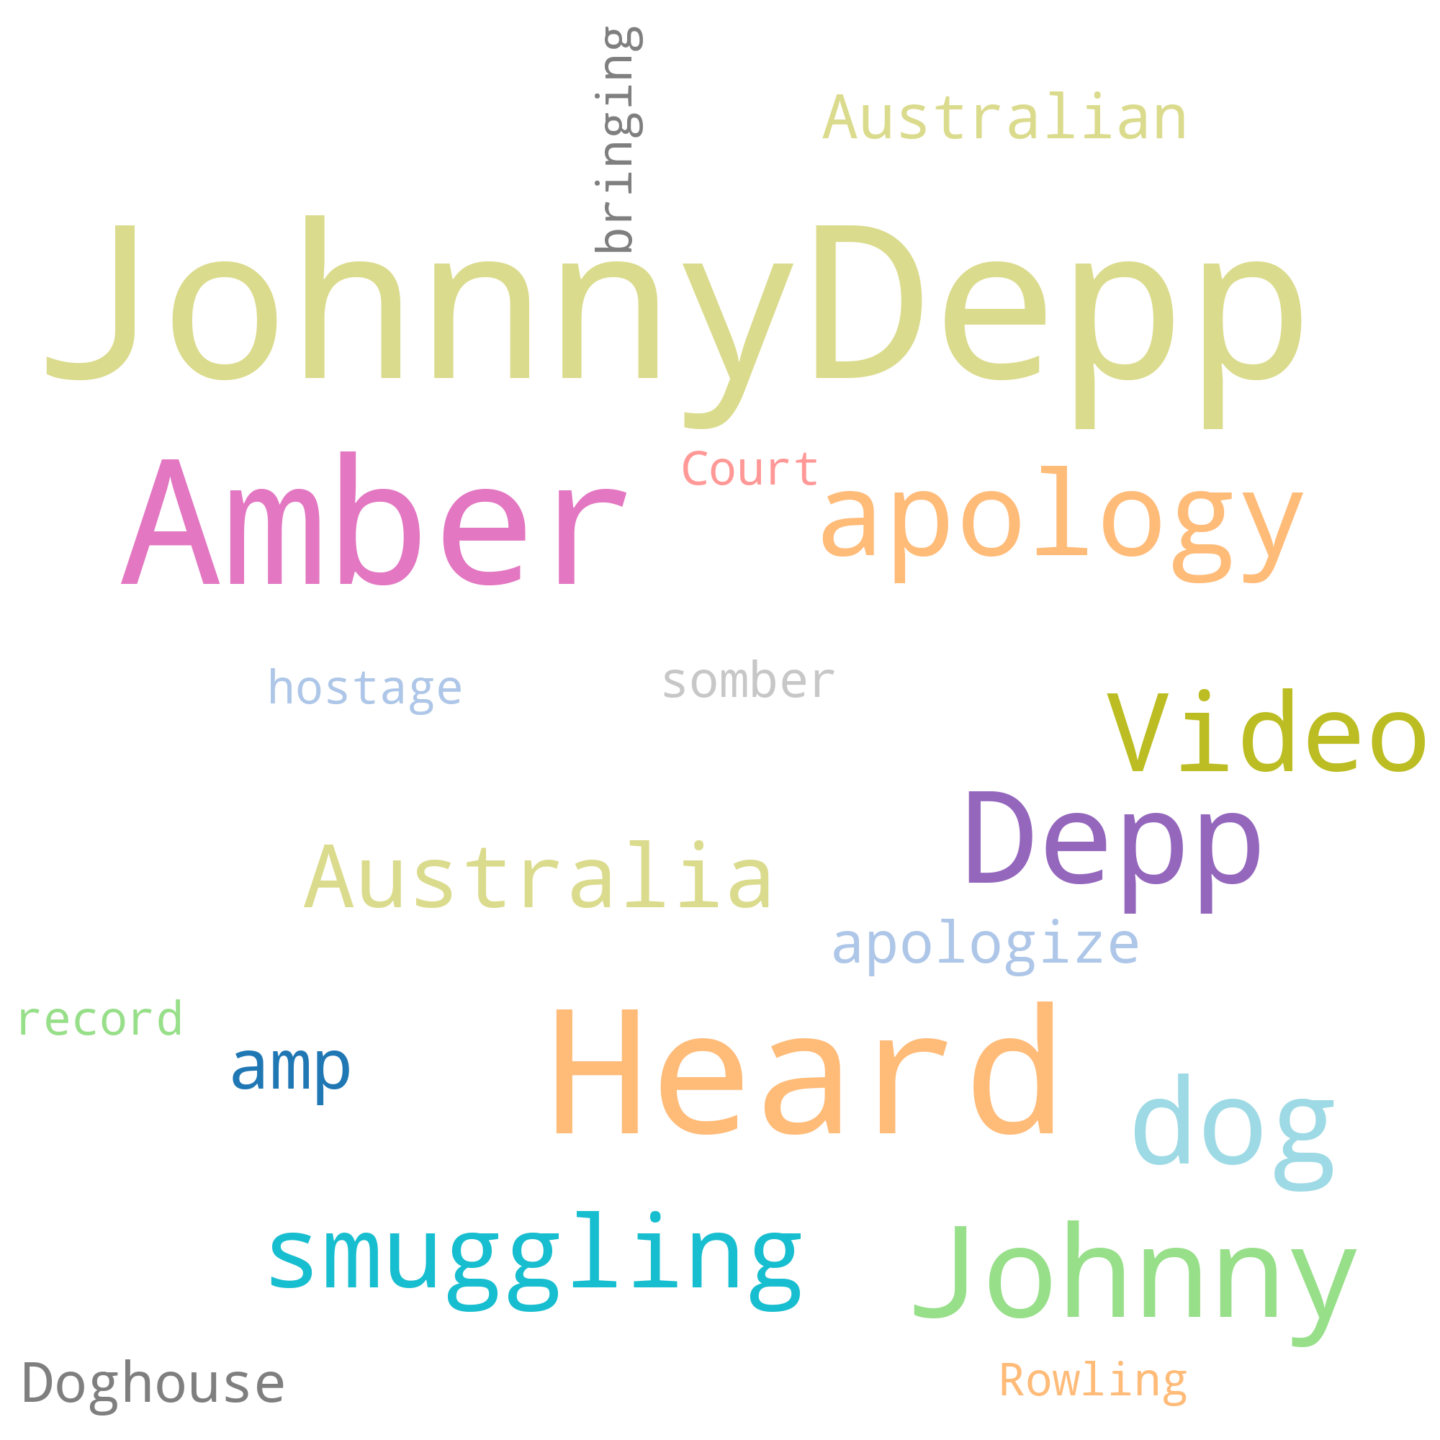 bringing
Australian
JohnnyDepp
Amber
Court
apology
hostage
somber
Video
Depp
Australia
apologize
record
amp
Heard
dog
smuggling
Johnny
Doghouse
Rowling